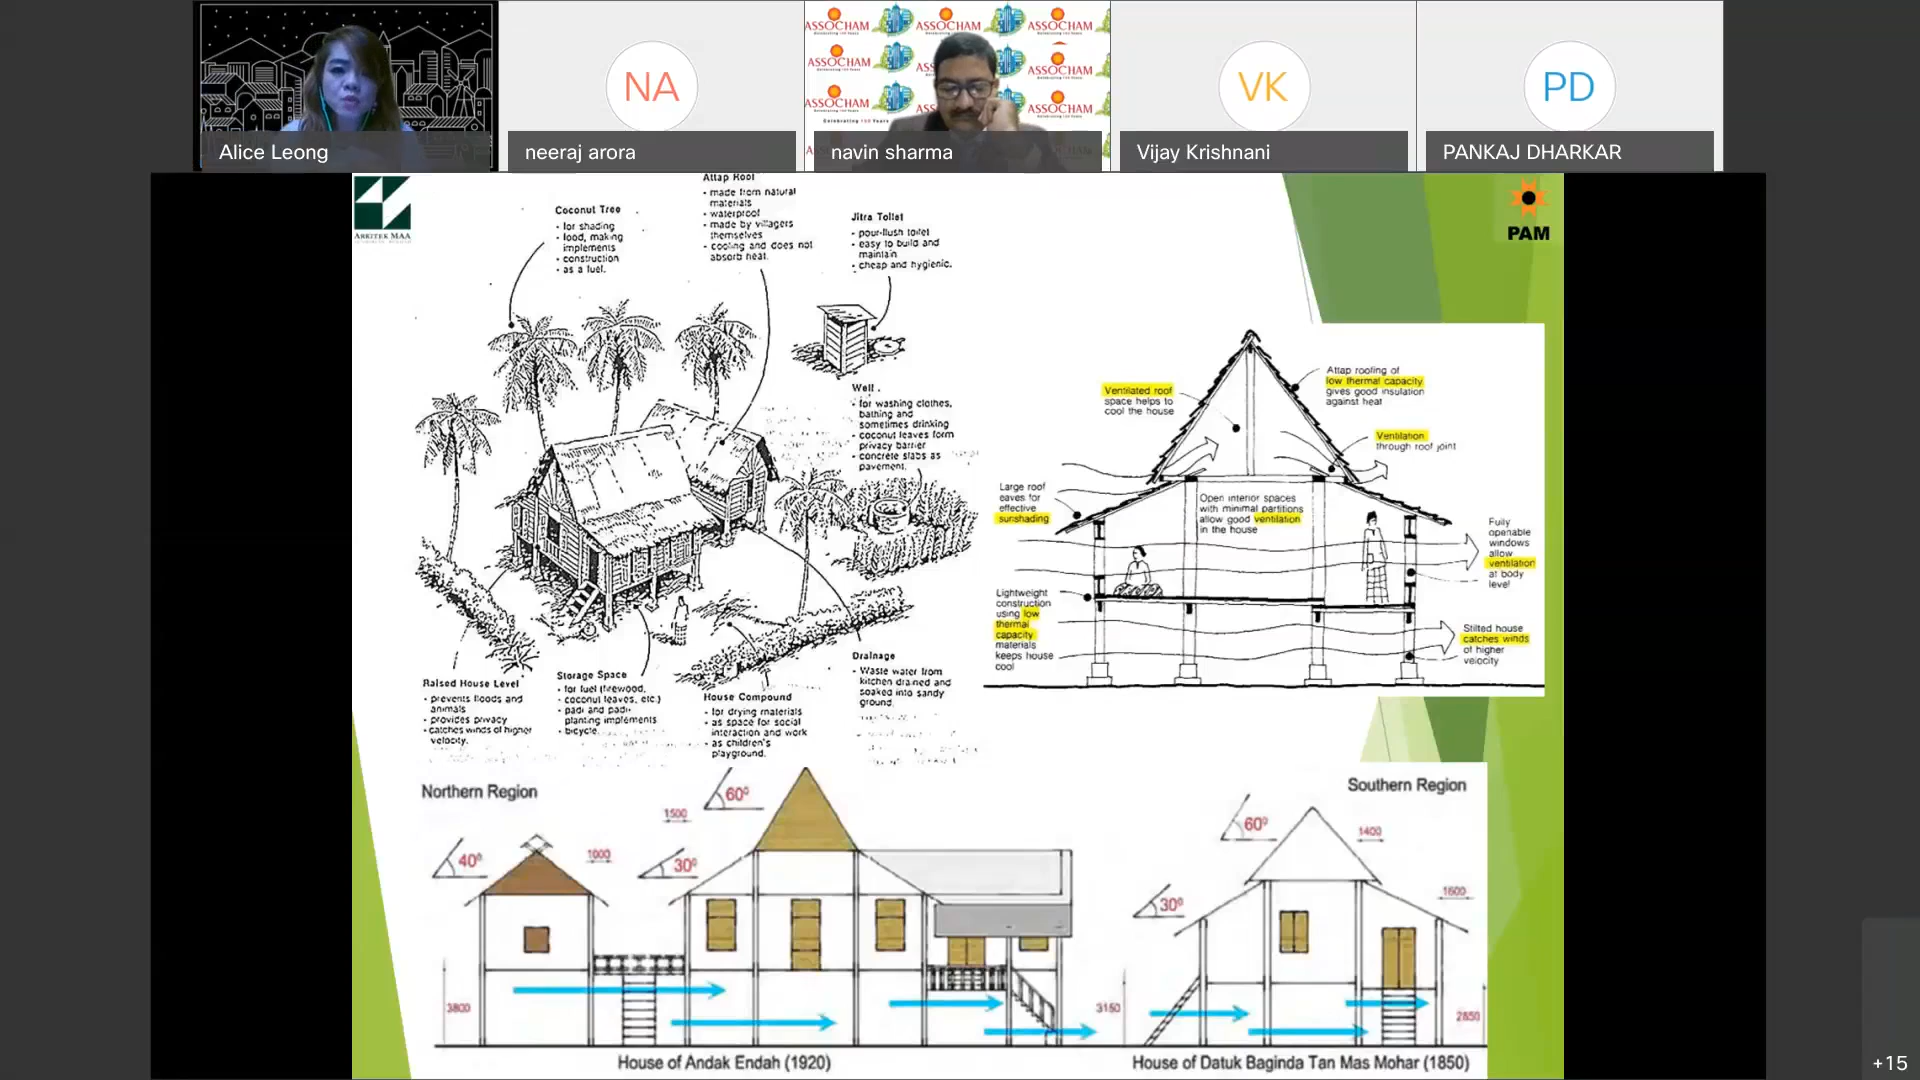 Alice Leong
NA
neeraj arora
ASSOCHAM
navin sharma
VK
Vijay Krishnani
PD
PANKAJ DHARKAR
ARKITEK MAA
PAM
Coconut Tree
• for shading
• food, making
implements
• construction
• as a fuel.
Attap Roof
• made from natural
materials
• waterproof
• made by villagers
themselves
• cooling and does not
absorb heat.
Jitra Toilet
• pour-flush toilet
• easy to build and
maintain
• cheap and hygienic.
Well .
• for washing clothes,
bathing and
sometimes drinking
• coconut leaves form
privacy barrier
• concrete slabs as
pavement.
Raised House Level
• prevents floods and
animals
• provides privacy
• catches winds of higher
velocity.
Storage Space
• for fuel (firewood,
coconut leaves, etc.)
• padi and padi-
planting implements
• bicycle.
House Compound
• for drying materials
• as space for social
interaction and work
• as children's
playground.
Drainage
• Waste water from
kitchen drained and
soaked into sandy
ground.
Ventilated roof
space helps to
cool the house
Attap roofing of
low thermal capacity
gives good insulation
against heat
Ventilation
through roof joint
Large roof
eaves for
effective
sunshading
Open interior spaces
with minimal partitions
allow good ventilation
in the house
Fully
openable
windows
allow
ventilation
at body
level
Lightweight
construction
using low
thermal
capacity
materials
keeps house
cool
Stilted house
catches winds
of higher
velocity
Northern Region
40⁰
1000
1500
60⁰
30⁰
3800
House of Andak Endah (1920)
Southern Region
60⁰
1400
30⁰
1600
3150
2850
House of Datuk Baginda Tan Mas Mohar (1850)
+15